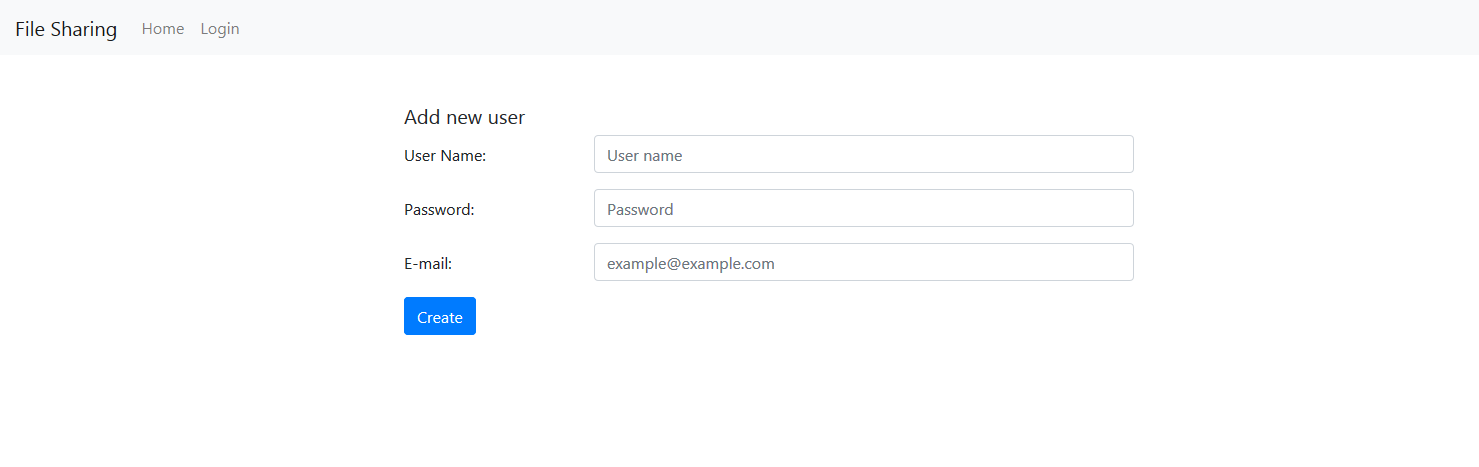 File Sharing Home Login
Add new user
User Name: User name
Password: Password
E-mail: example@example.com
Create